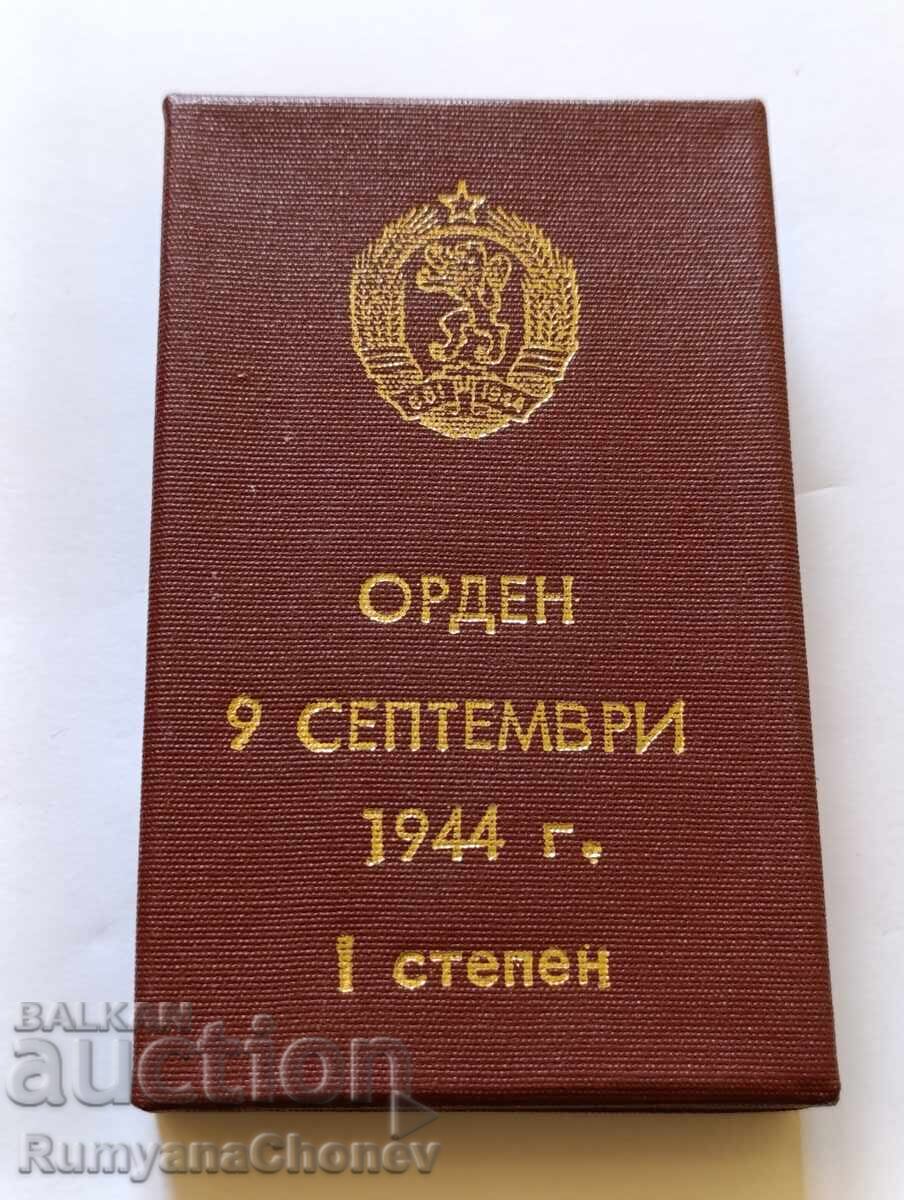 ОРДЕН
9 СЕПТЕМВРИ
1944 г.
I степен
BALKAN
auction
RumyanaChonev